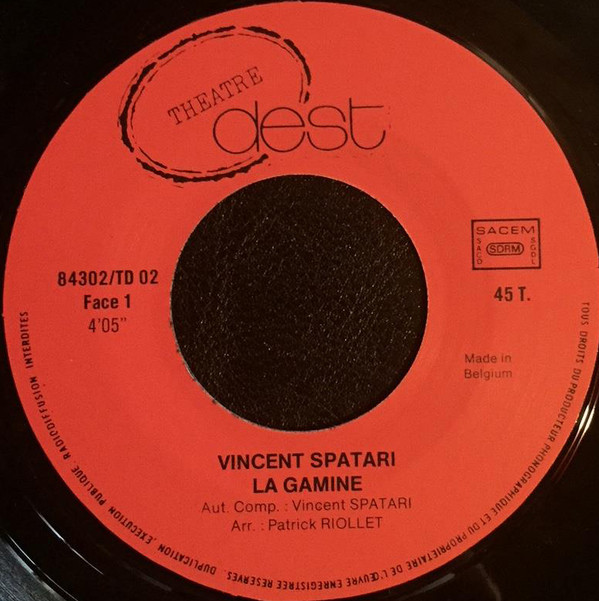 THEATRE
dest
SACEM
SACD SDRM SGDL
84302/TD 02
Face 1
4'05"
45 T.
Made in
Belgium
VINCENT SPATARI
LA GAMINE
Aut. Comp. : Vincent SPATARI
Arr. : Patrick RIOLLET
TOUS DROITS DU PRODUCTEUR PHONOGRAPHIQUE ET DU PROPRIETAIRE DE L'ŒUVRE ENREGISTREE RESERVES. DUPLICATION, EXECUTION PUBLIQUE, RADIODIFFUSION INTERDITES